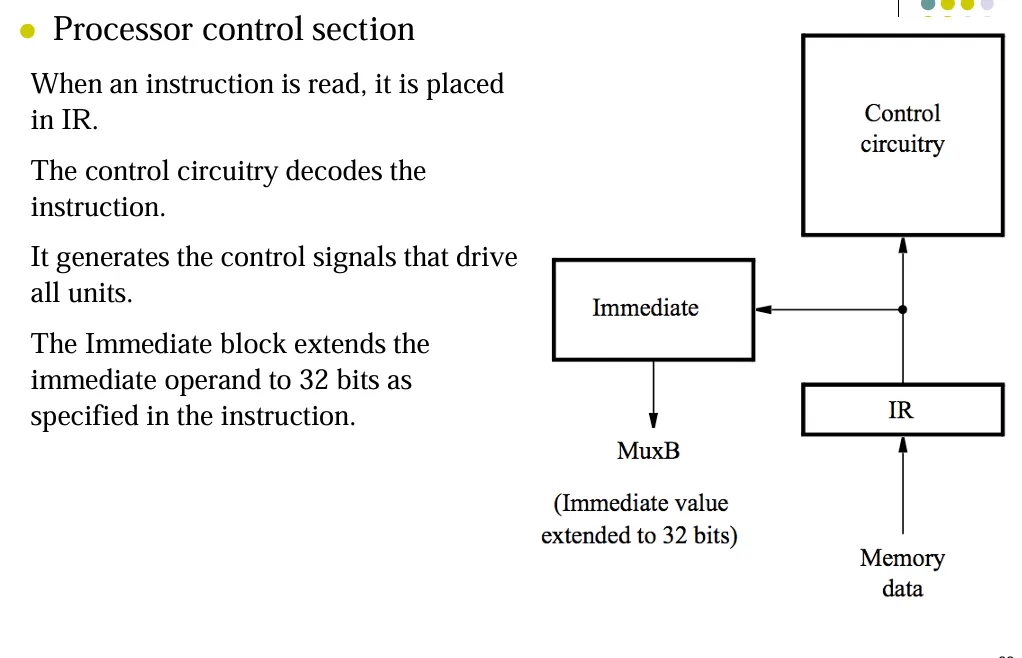 Processor control section
When an instruction is read, it is placed
in IR.
The control circuitry decodes the
instruction.
It generates the control signals that drive
all units.
The Immediate block extends the
immediate operand to 32 bits as
specified in the instruction.
Control
circuitry
Immediate
IR
MuxB
(Immediate value
extended to 32 bits)
Memory
data